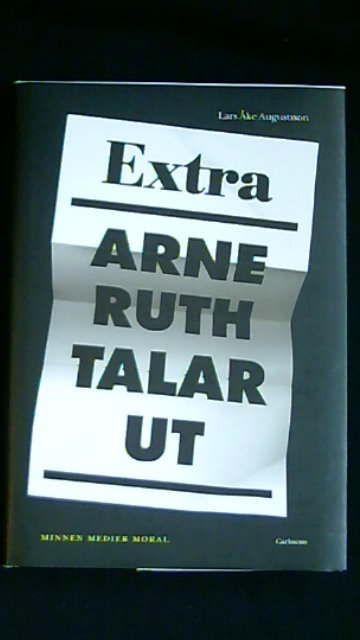 Lars Åke Augustsson
Extra
ARNE
RUTH
TALAR
UT
MINNEN MEDIER MORAL
Carlssons